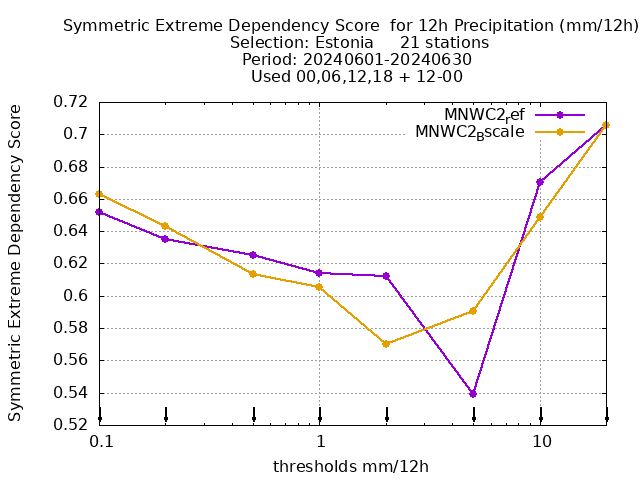 Symmetric Extreme Dependency Score  for 12h Precipitation (mm/12h)
Selection: Estonia     21 stations
Period: 20240601-20240630
Used 00,06,12,18 + 12-00
MNWC2ref
MNWC2Bscale
Symmetric Extreme Dependency Score
0.72
0.7
0.68
0.66
0.64
0.62
0.6
0.58
0.56
0.54
0.52
0.1 1 10
thresholds mm/12h